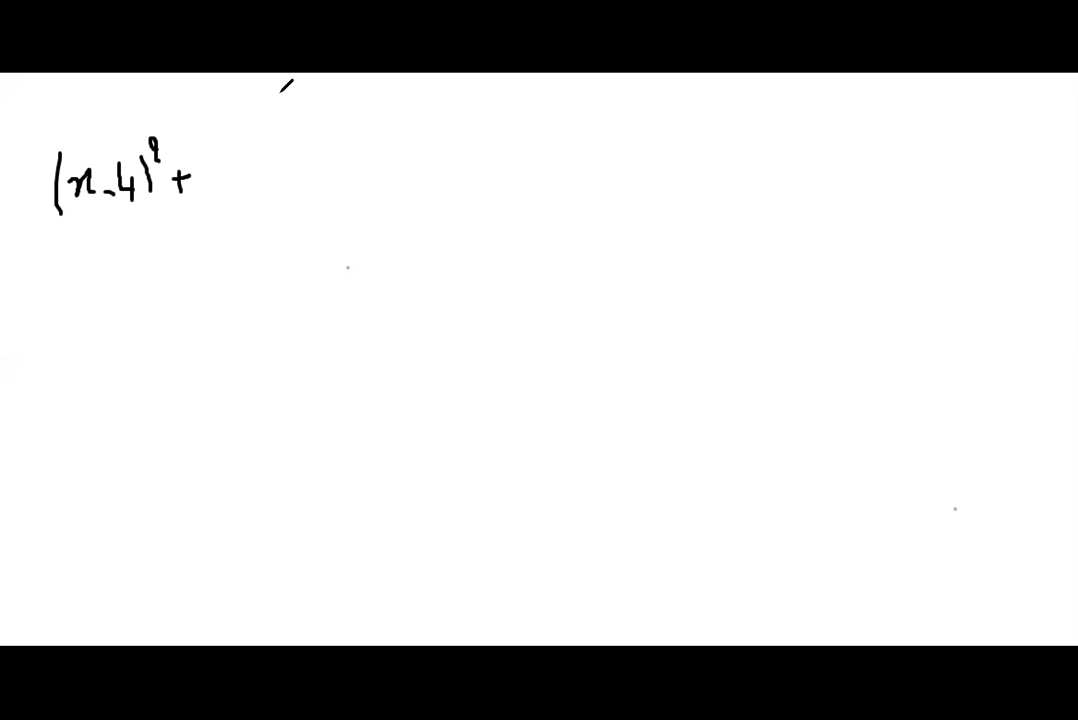 (x-4)² +